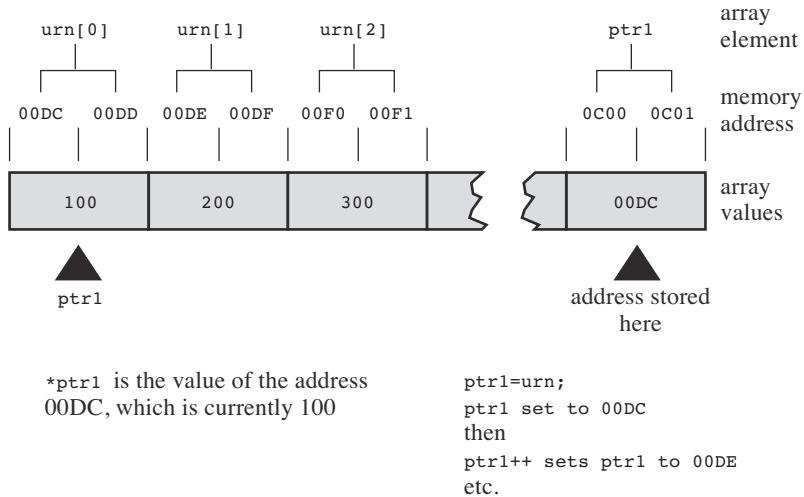 urn[0] urn[1] urn[2] ptr1
array
element
00DC 00DD 00DE 00DF 00F0 00F1 0C00 0C01
memory
address
100 200 300 00DC
array
values
ptr1
address stored
here
*ptr1 is the value of the address
00DC, which is currently 100
ptr1=urn;
ptr1 set to 00DC
then
ptr1++ sets ptr1 to 00DE
etc.